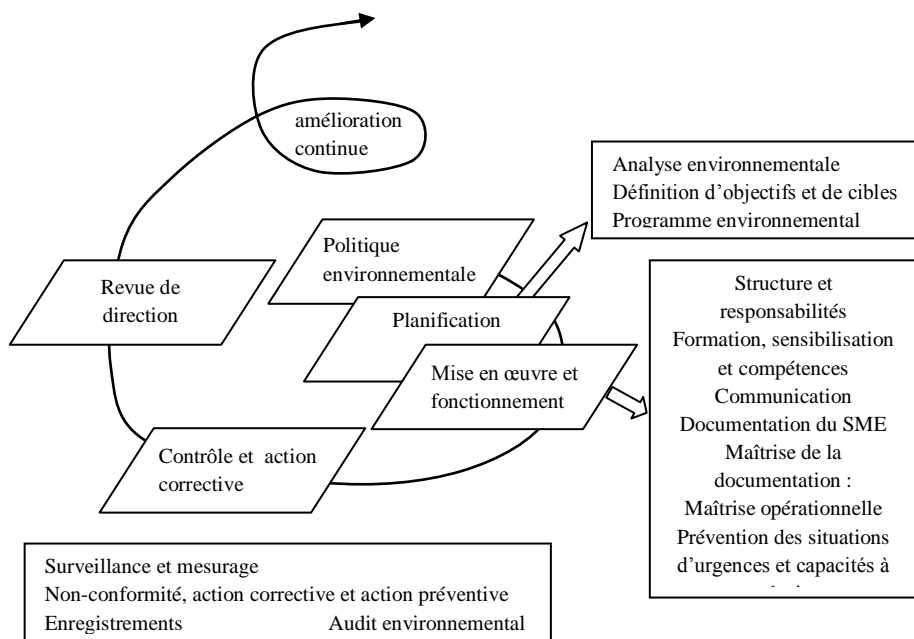 amélioration
continue
Analyse environnementale
Définition d'objectifs et de cibles
Programme environnemental
Politique
environnementale
Revue de
direction
Planification
Mise en œuvre et
fonctionnement
Structure et
responsabilités
Formation, sensibilisation
et compétences
Communication
Documentation du SME
Maîtrise de la
documentation :
Maîtrise opérationnelle
Prévention des situations
d'urgences et capacités à
Contrôle et action
corrective
Surveillance et mesurage
Non-conformité, action corrective et action préventive
Enregistrements Audit environnemental